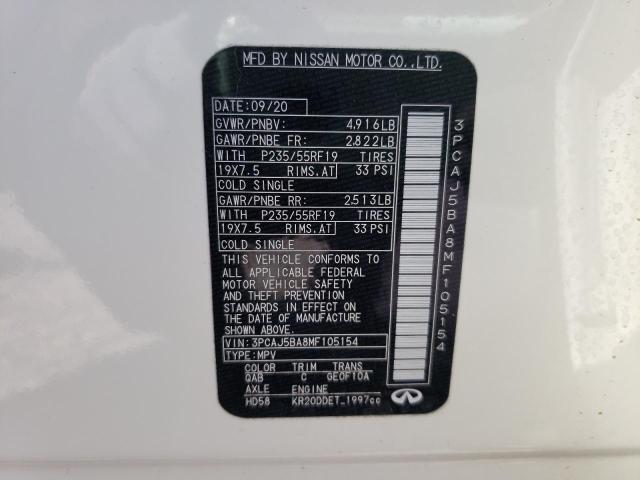 MFD BY NISSAN MOTOR CO.,LTD.
DATE:09/20
GVWR/PNBV: 4,916LB
GAWR/PNBE FR: 2,822LB
WITH P235/55RF19 TIRES
19X7.5 RIMS.AT 33 PSI
COLD SINGLE
GAWR/PNBE RR: 2,513LB
WITH P235/55RF19 TIRES
19X7.5 RIMS.AT 33 PSI
COLD SINGLE
THIS VEHICLE CONFORMS TO
ALL APPLICABLE FEDERAL
MOTOR VEHICLE SAFETY
AND THEFT PREVENTION
STANDARDS IN EFFECT ON
THE DATE OF MANUFACTURE
SHOWN ABOVE.
VIN: 3PCAJ5BA8MF105154
TYPE: MPV
COLOR TRIM TRANS
QAB C GE0F10A
AXLE ENGINE
HD58 KR20DDET 1997cc
3PCAJ5BA8MF105154